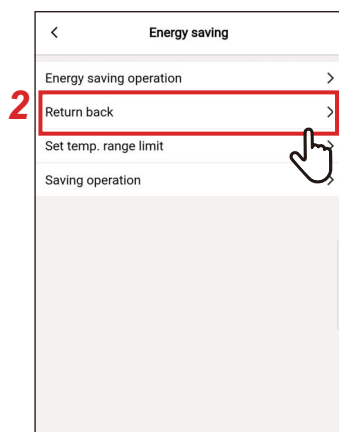 Energy saving
Energy saving operation
2
Return back
Set temp. range limit
Saving operation